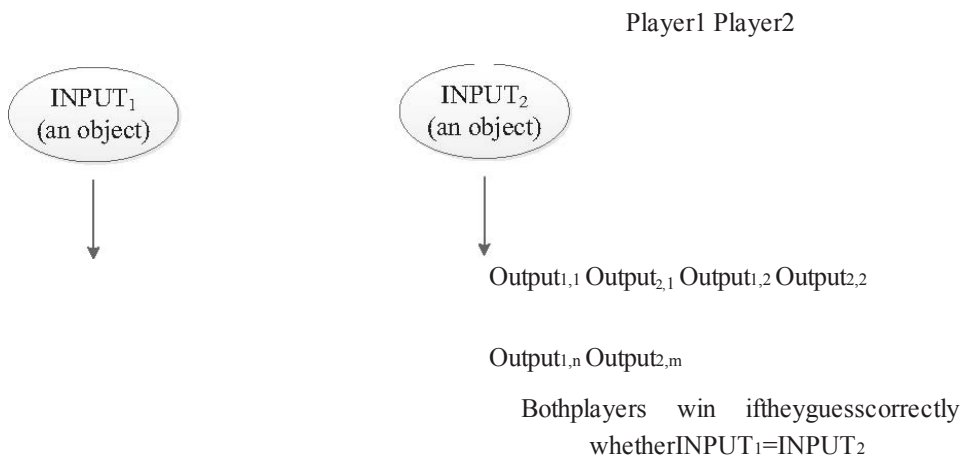 Player1 Player2
INPUT₁
(an object)
INPUT₂
(an object)
Output₁,₁ Output₂,₁ Output₁,₂ Output₂,₂
Output₁,n Output₂,m
Bothplayers win iftheyguesscorrectly
whetherINPUT₁=INPUT₂